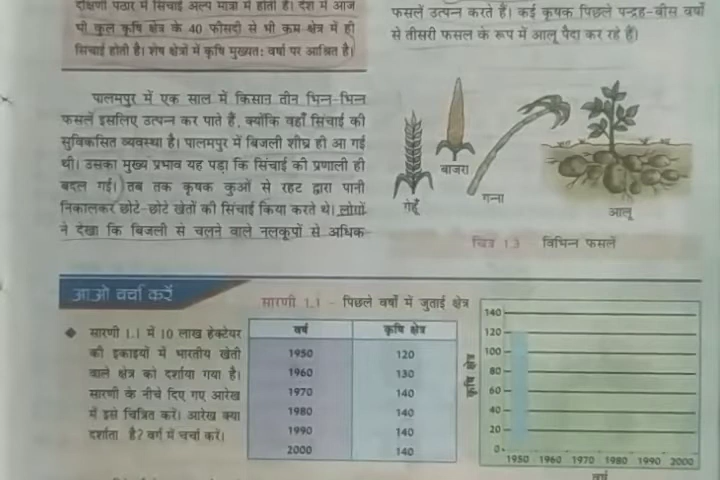 दक्षिणी पठार में सिंचाई अल्प मात्रा में होती है। देश में आज
भी कुल कृषि क्षेत्र के 40 फीसदी से भी कम क्षेत्र में ही
सिंचाई होती है। शेष क्षेत्रों में कृषि मुख्यतः वर्षा पर आश्रित है।
पालमपुर में एक साल में किसान तीन भिन्न-भिन्न
फसलें इसलिए उत्पन्न कर पाते हैं, क्योंकि वहाँ सिंचाई की
सुविकसित व्यवस्था है। पालमपुर में बिजली शीघ्र ही आ गई
थी। उसका मुख्य प्रभाव यह पड़ा कि सिंचाई की प्रणाली ही
बदल गई। तब तक कृषक कुओं से रहट द्वारा पानी
निकालकर छोटे-छोटे खेतों की सिंचाई किया करते थे। लोगों
ने देखा कि बिजली से चलने वाले नलकूपों से अधिक
फसलें उत्पन्न करते हैं। कई कृषक पिछले पन्द्रह-बीस वर्षों
से तीसरी फसल के रूप में आलू पैदा कर रहे हैं।
गेहूँ
बाजरा
गन्ना
आलू
चित्र 1.3 विभिन्न फसलें
आओ चर्चा करें
सारणी 1.1 में 10 लाख हेक्टेयर
की इकाइयों में भारतीय खेती
वाले क्षेत्र को दर्शाया गया है।
सारणी के नीचे दिए गए आरेख
में इसे चित्रित करें। आरेख क्या
दर्शाता है? वर्ग में चर्चा करें।
सारणी 1.1 - पिछले वर्षों में जुताई क्षेत्र
वर्ष कृषि क्षेत्र
1950 120
1960 130
1970 140
1980 140
1990 140
2000 140
कृषि क्षेत्र
140
120
100
80
60
40
20
0
1950 1960 1970 1980 1990 2000
वर्ष